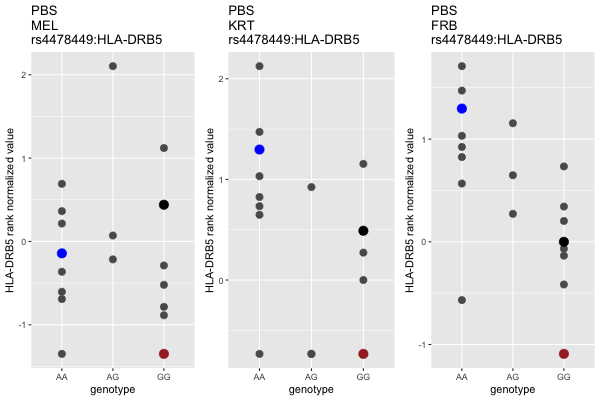 PBS
MEL
rs4478449:HLA-DRB5
HLA-DRB5 rank normalized value
2
1
0
-1
AA AG GG
genotype
PBS
KRT
rs4478449:HLA-DRB5
HLA-DRB5 rank normalized value
2
1
0
AA AG GG
genotype
PBS
FRB
rs4478449:HLA-DRB5
HLA-DRB5 rank normalized value
1
0
-1
AA AG GG
genotype